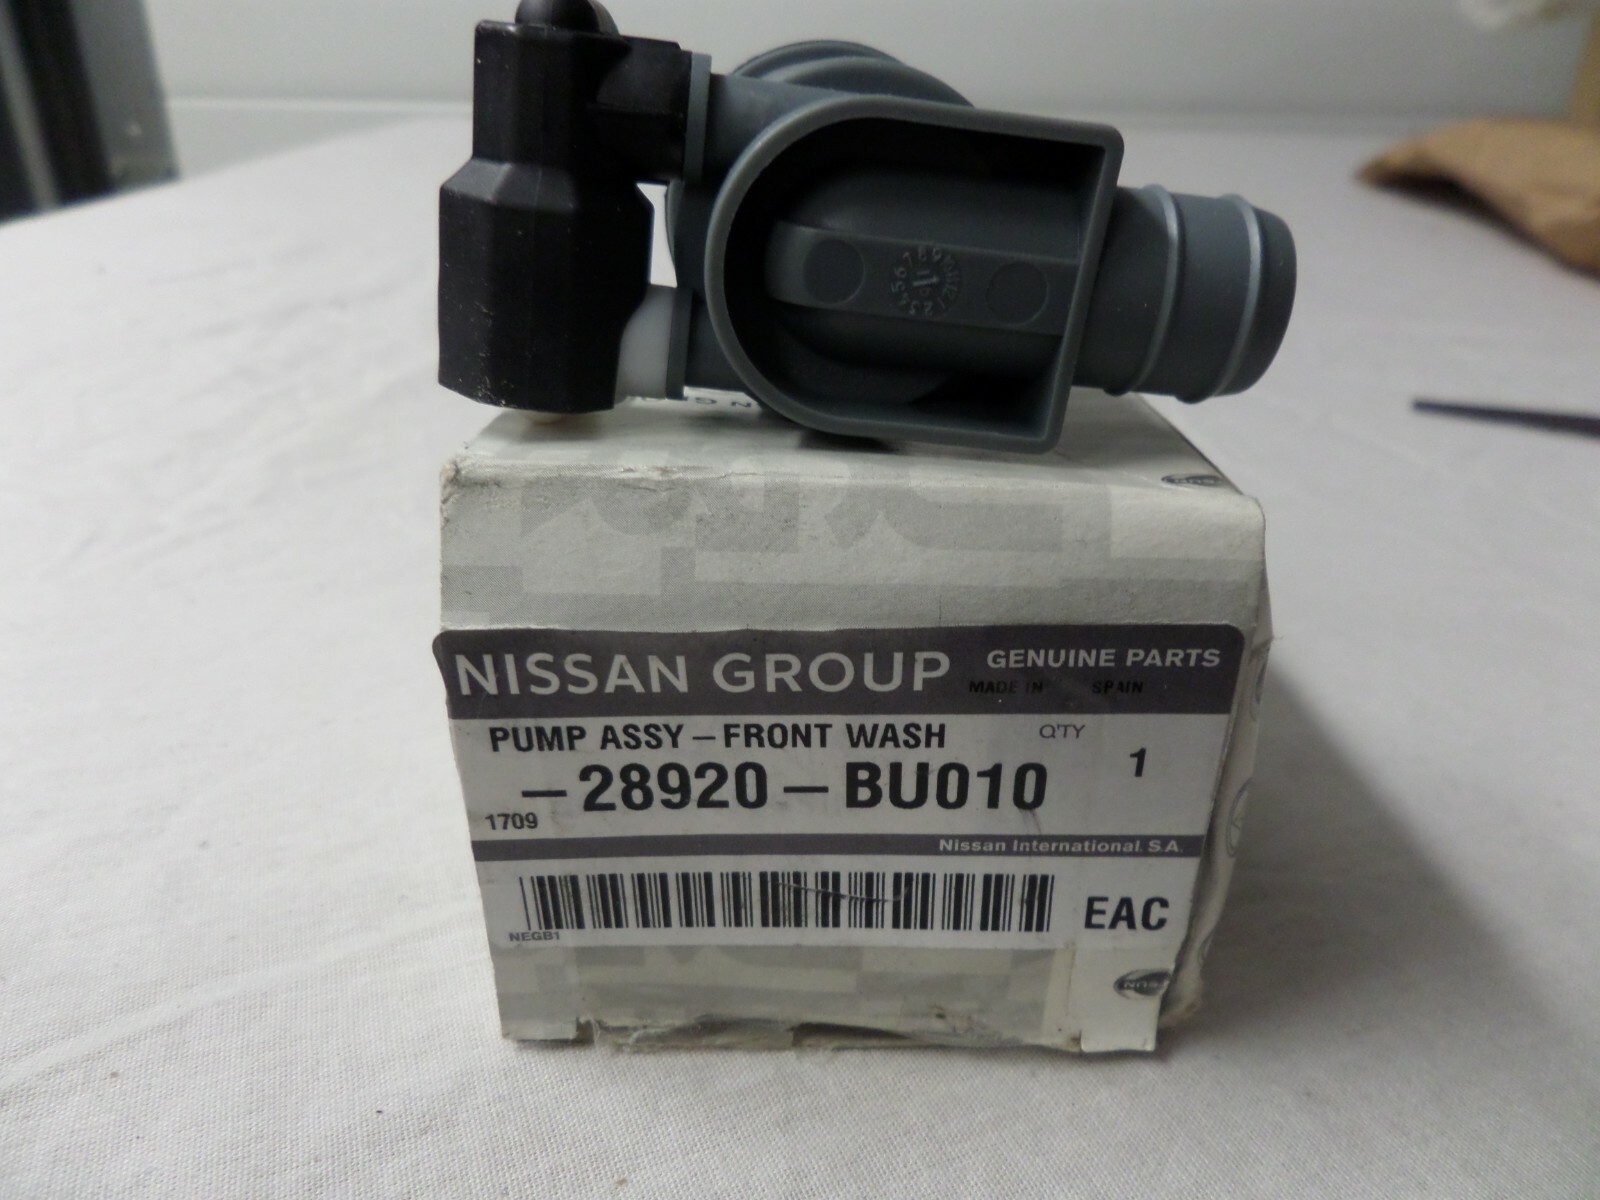 NISSAN GROUP GENUINE PARTS
MADE IN SPAIN
PUMP ASSY-FRONT WASH Q'TY 1
-28920-BU010
1709
Nissan International. S.A.
NEGB1
EAC